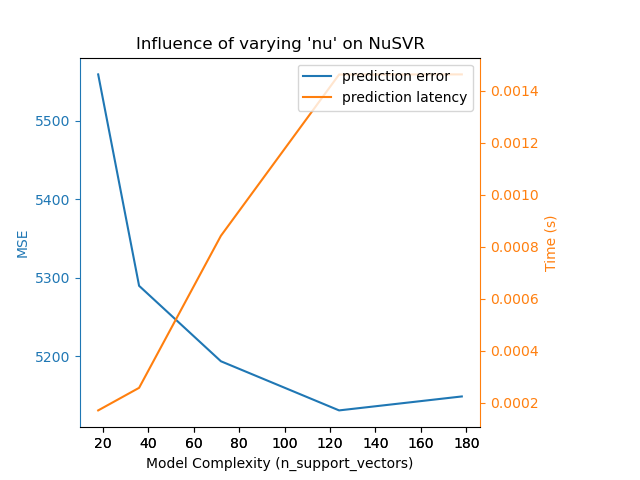 Influence of varying 'nu' on NuSVR
prediction error
prediction latency
5500
5400
5300
5200
MSE
0.0014
0.0012
0.0010
0.0008
0.0006
0.0004
0.0002
Time (s)
20 40 60 80 100 120 140 160 180
Model Complexity (n_support_vectors)